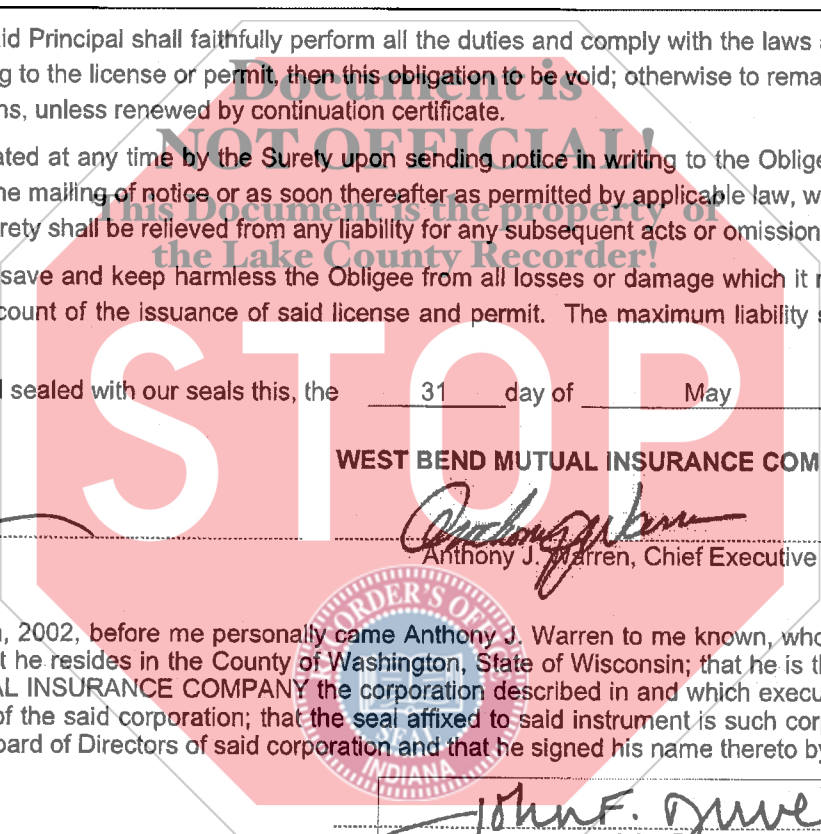 id Principal shall faithfully perform all the duties and comply with the laws
g to the license or permit, then this obligation to be void; otherwise to rema
ns, unless renewed by continuation certificate.
Document is
NOT OFFICIAL!
This Document is the property of
the Lake County Recorder!
ated at any time by the Surety upon sending notice in writing to the Oblige
ne mailing of notice or as soon thereafter as permitted by applicable law, w
rety shall be relieved from any liability for any subsequent acts or omission
save and keep harmless the Obligee from all losses or damage which it
count of the issuance of said license and permit. The maximum liability s
STOP
sealed with our seals this, the 31 day of May
WEST BEND MUTUAL INSURANCE COM
Anthony J Warren
Anthony J. Warren, Chief Executive
, 2002, before me personally came Anthony J. Warren to me known, who
t he resides in the County of Washington, State of Wisconsin; that he is th
AL INSURANCE COMPANY the corporation described in and which execu
of the said corporation; that the seal affixed to said instrument is such corp
oard of Directors of said corporation and that he signed his name thereto by
RECORDER'S OFFICE
SEAL
INDIANA
John F. Duwe